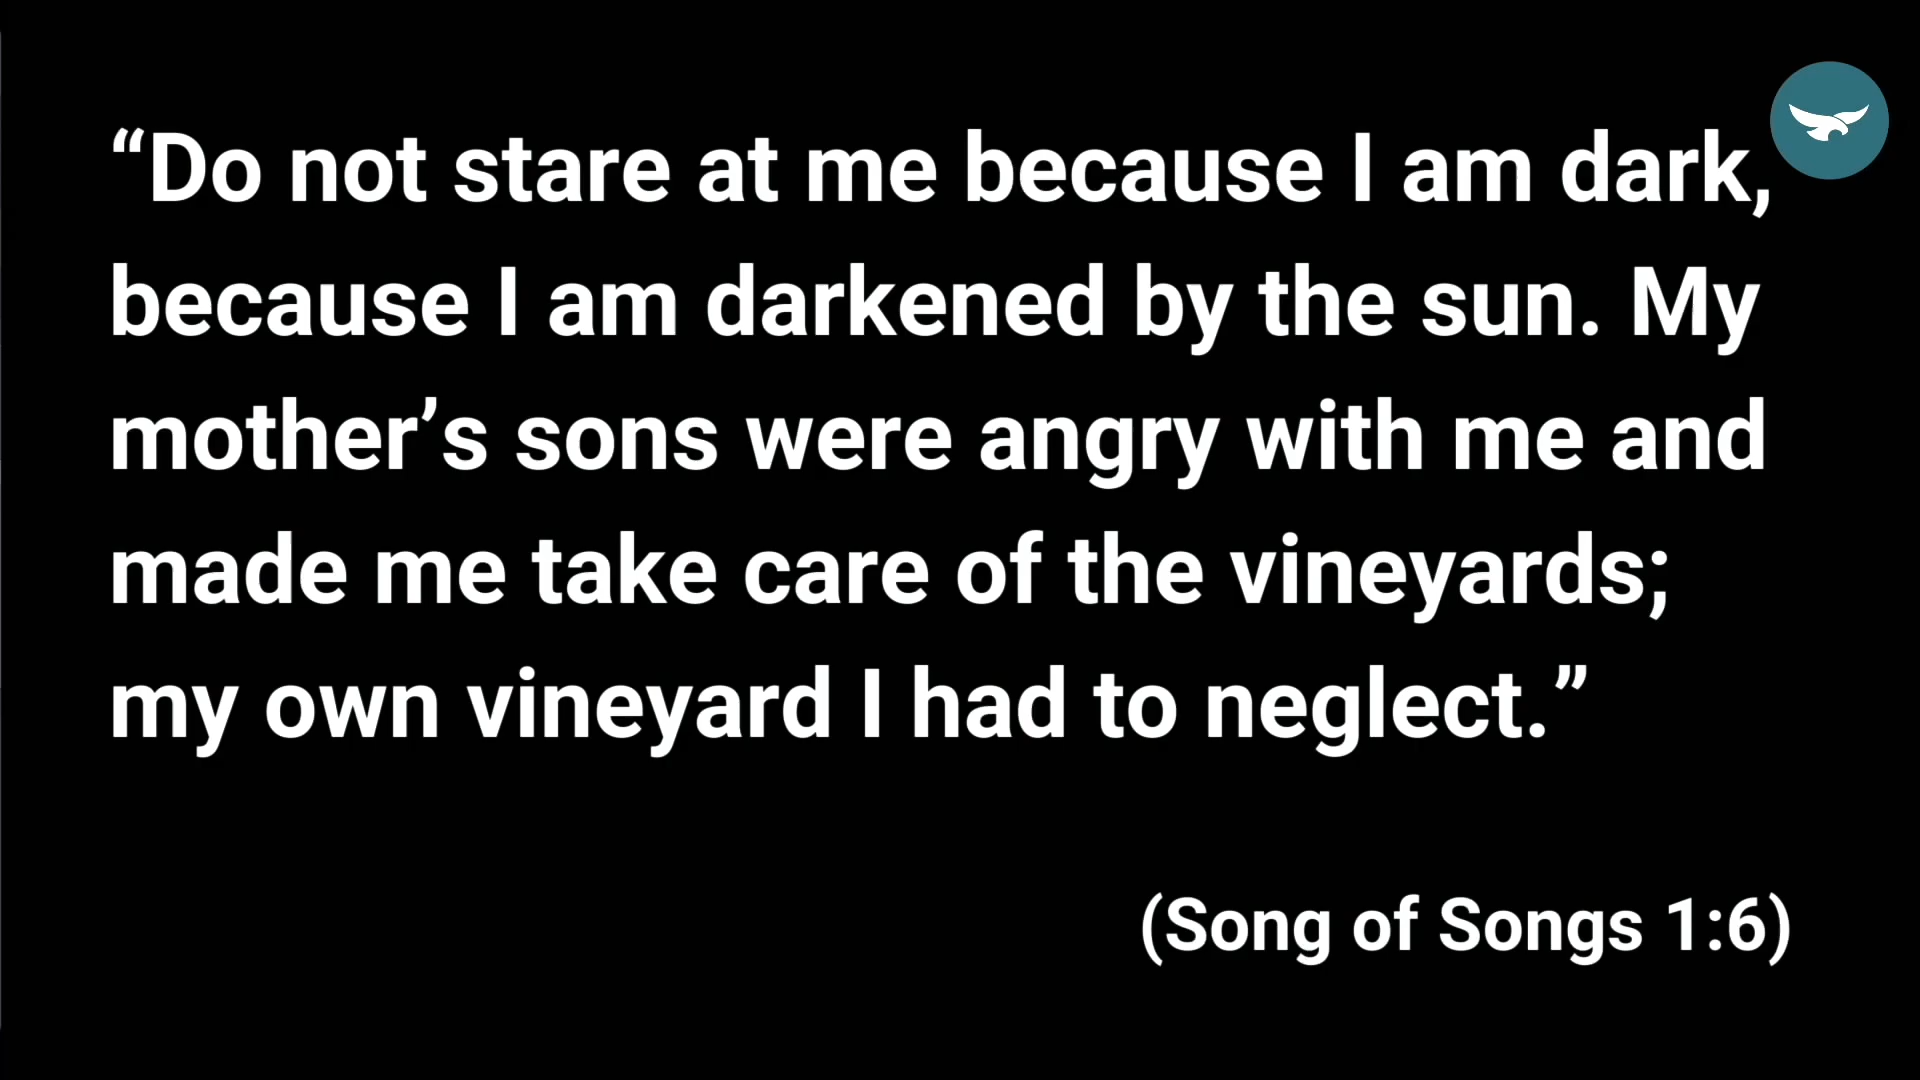 “Do not stare at me because I am dark,
because I am darkened by the sun. My
mother’s sons were angry with me and
made me take care of the vineyards;
my own vineyard I had to neglect.”
(Song of Songs 1:6)